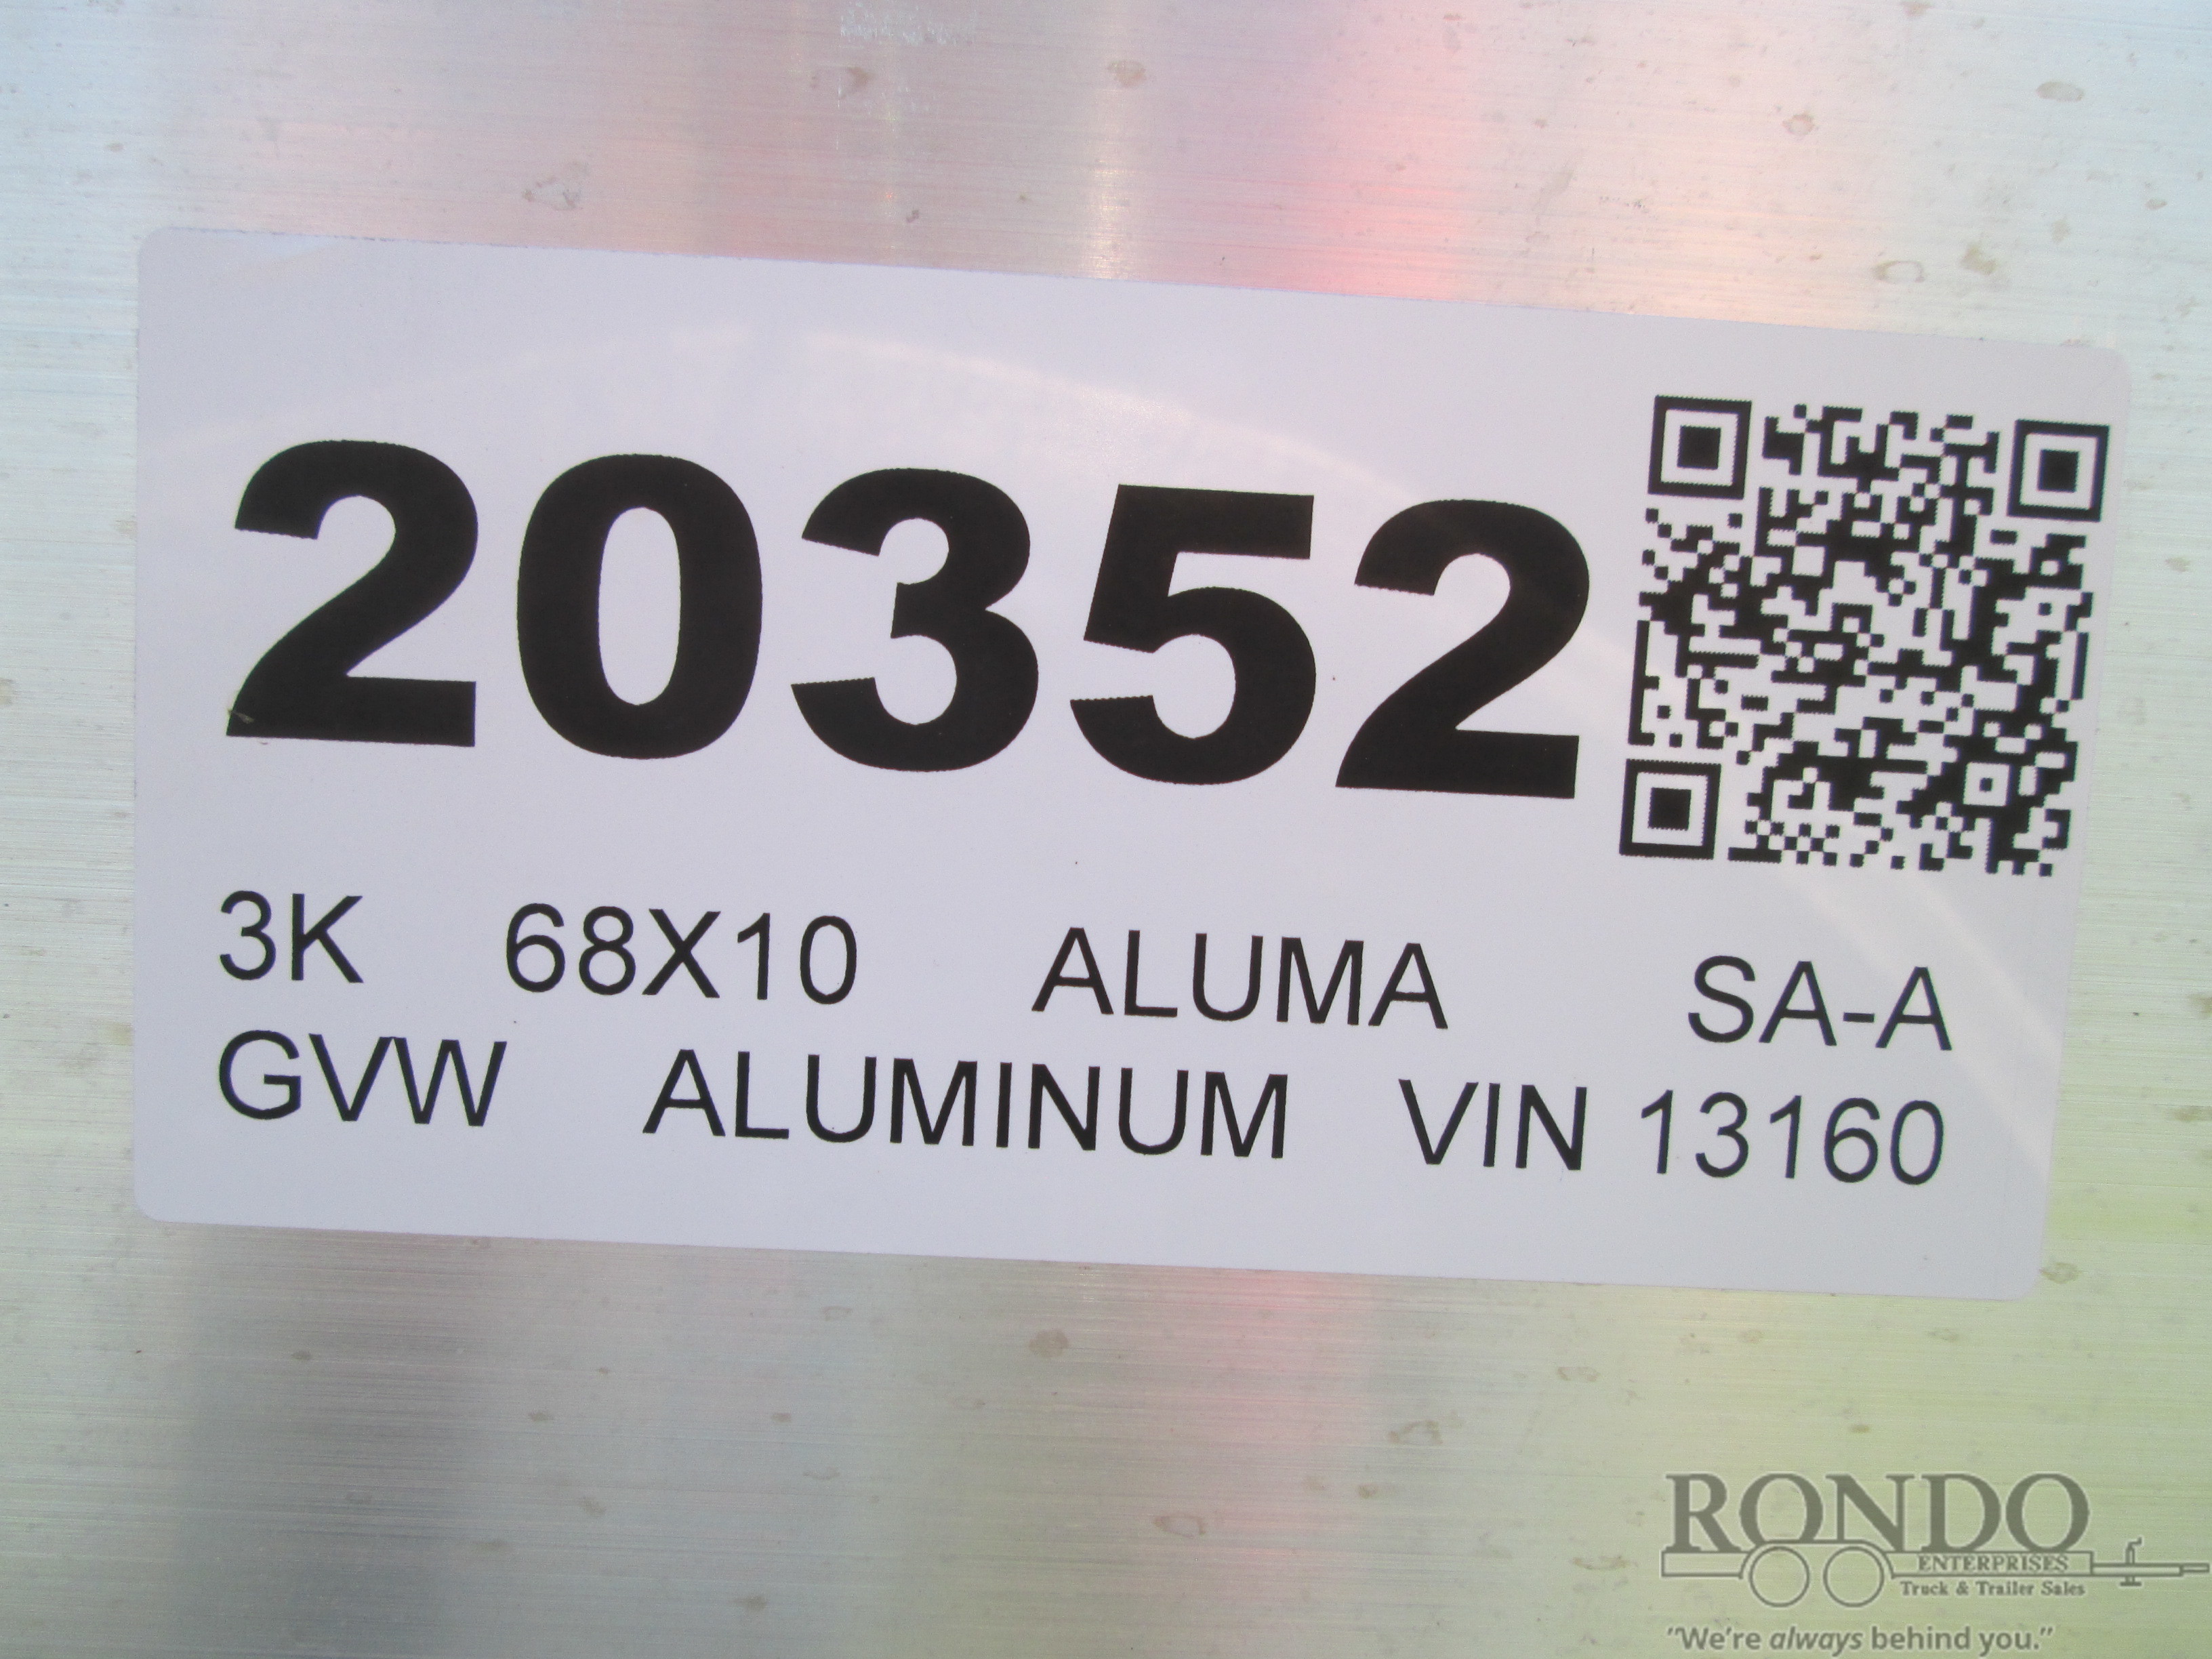 20352
3K 68X10 ALUMA SA-A
GVW ALUMINUM VIN 13160
RONDO
ENTERPRISES
Truck & Trailer Sales
"We're always behind you."